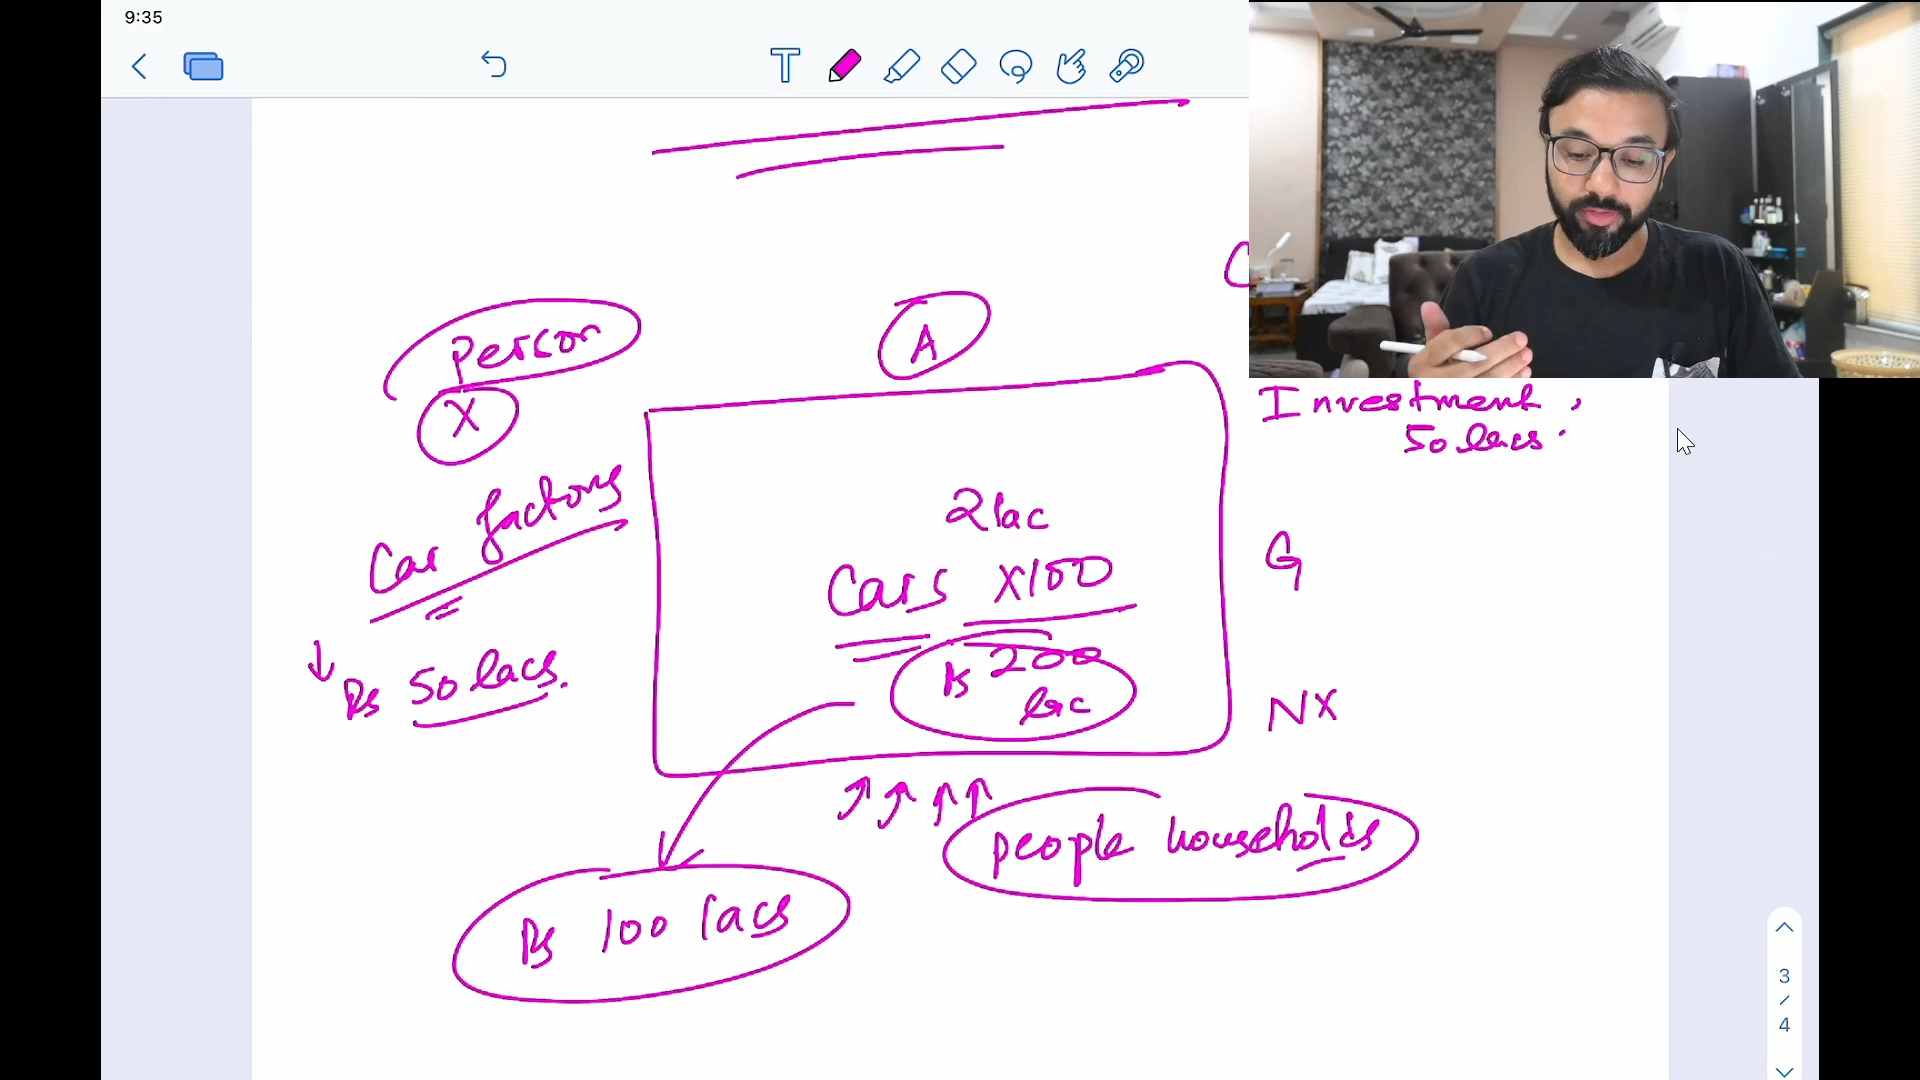 9:35
T
C
Person
X
A
Investment,
50 lacs.
Car factory
2 lac
Cars X100
G
Rs 200
lac
Rs 50 lacs.
NX
people households
Rs 100 lacs
3
/
4